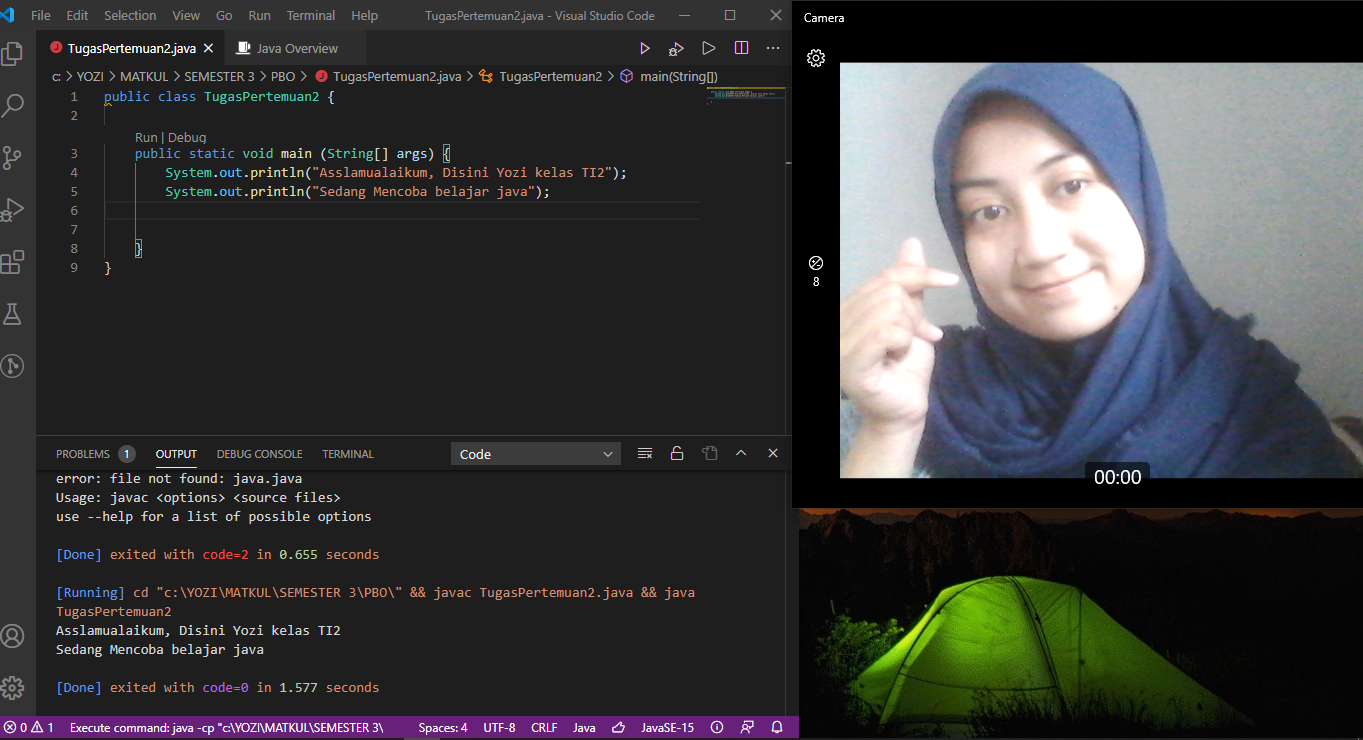 File Edit Selection View Go Run Terminal Help TugasPertemuan2.java - Visual Studio Code
TugasPertemuan2.java Java Overview
c: > YOZI > MATKUL > SEMESTER 3 > PBO > TugasPertemuan2.java > TugasPertemuan2 > main(String[])
1 public class TugasPertemuan2 {
2
Run | Debug
3 public static void main (String[] args) {
4 System.out.println("Asslamualaikum, Disini Yozi kelas TI2");
5 System.out.println("Sedang Mencoba belajar java");
6
7
8 }
9 }
PROBLEMS 1 OUTPUT DEBUG CONSOLE TERMINAL Code
error: file not found: java.java
Usage: javac <options> <source files>
use --help for a list of possible options
[Done] exited with code=2 in 0.655 seconds
[Running] cd "c:\YOZI\MATKUL\SEMESTER 3\PBO\" && javac TugasPertemuan2.java && java
TugasPertemuan2
Asslamualaikum, Disini Yozi kelas TI2
Sedang Mencoba belajar java
[Done] exited with code=0 in 1.577 seconds
0 1 Execute command: java -cp "c:\YOZI\MATKUL\SEMESTER 3\ Spaces: 4 UTF-8 CRLF Java JavaSE-15
Camera
8
00:00